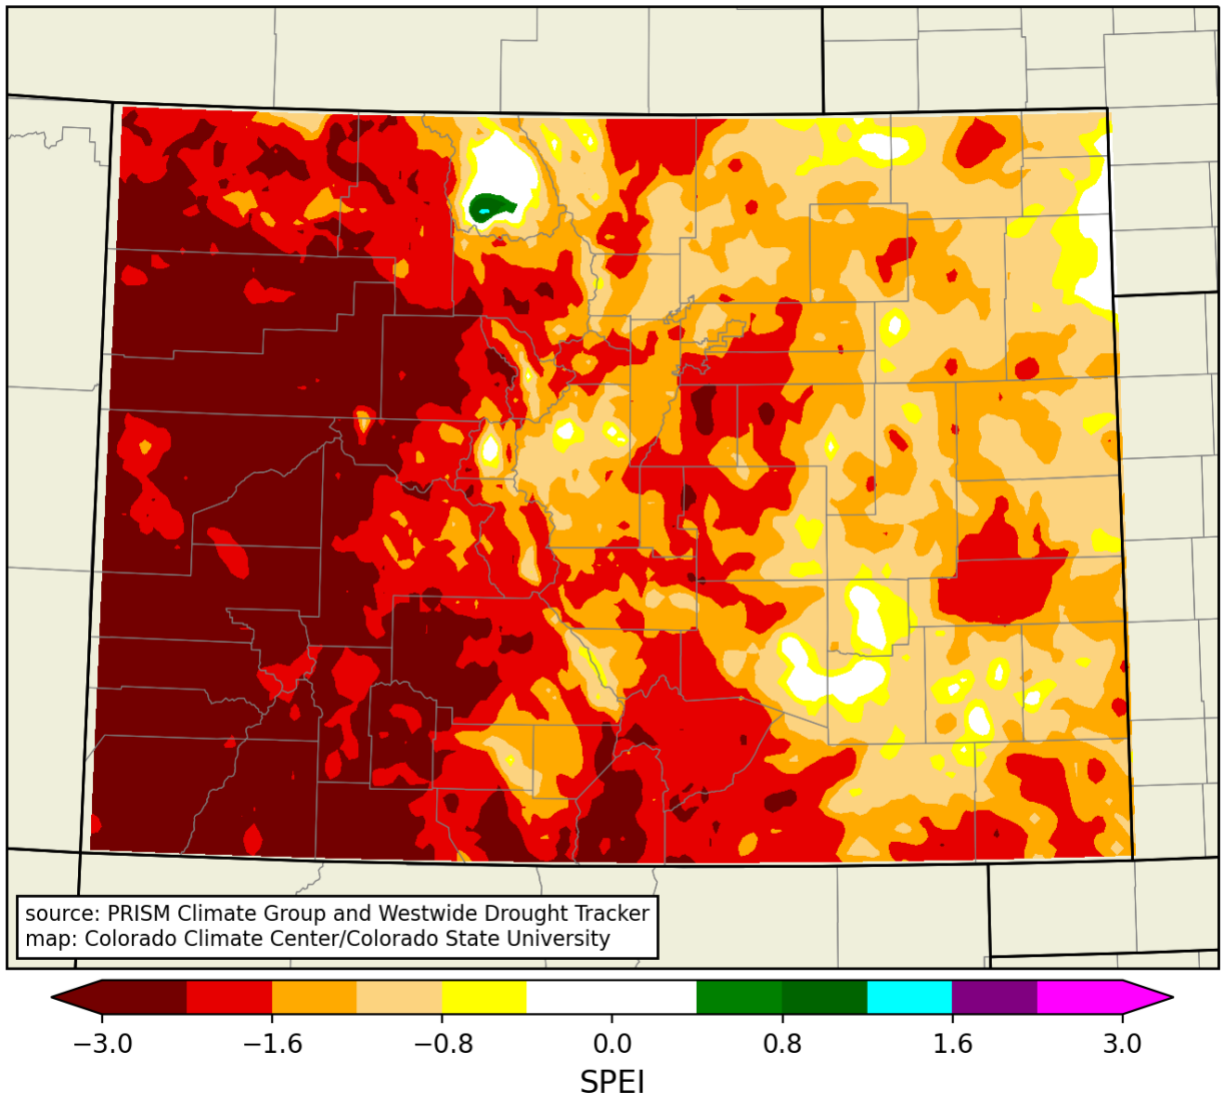 source: PRISM Climate Group and Westwide Drought Tracker
map: Colorado Climate Center/Colorado State University
−3.0 −1.6 −0.8 0.0 0.8 1.6 3.0
SPEI